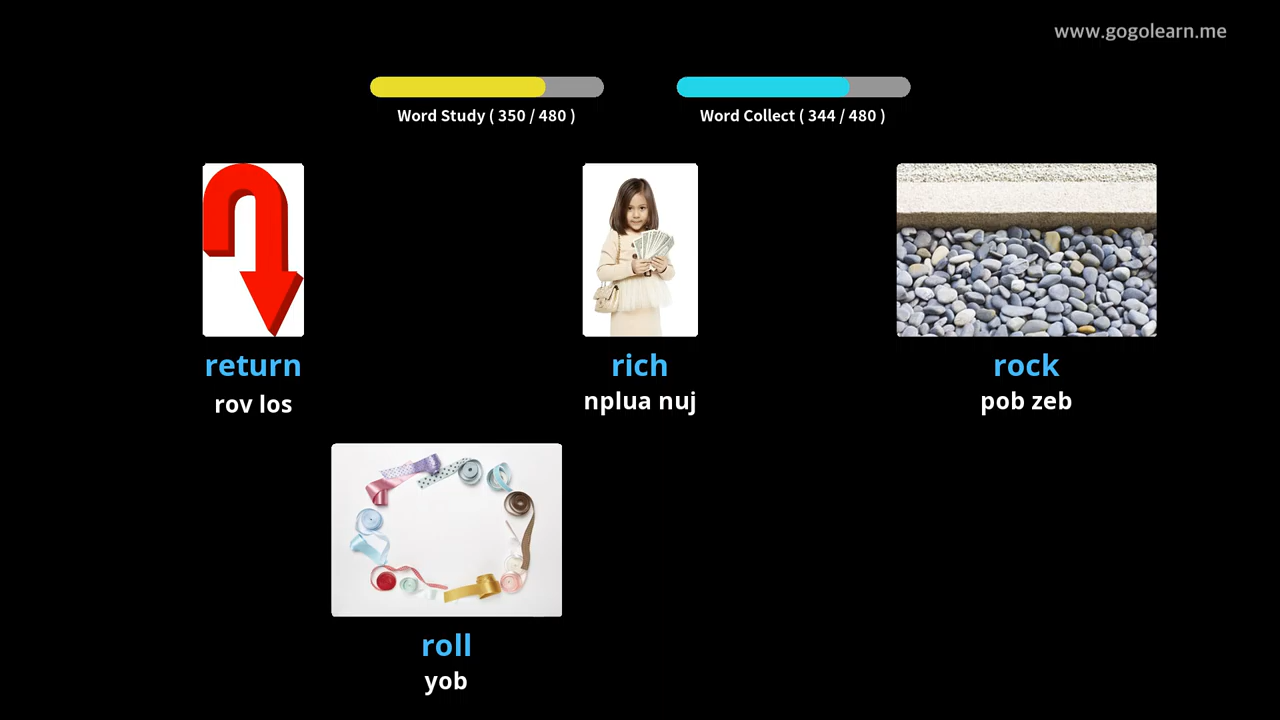 www.gogolearn.me
Word Study ( 350 / 480 )
Word Collect ( 344 / 480 )
return
rov los
rich
nplua nuj
rock
pob zeb
roll
yob